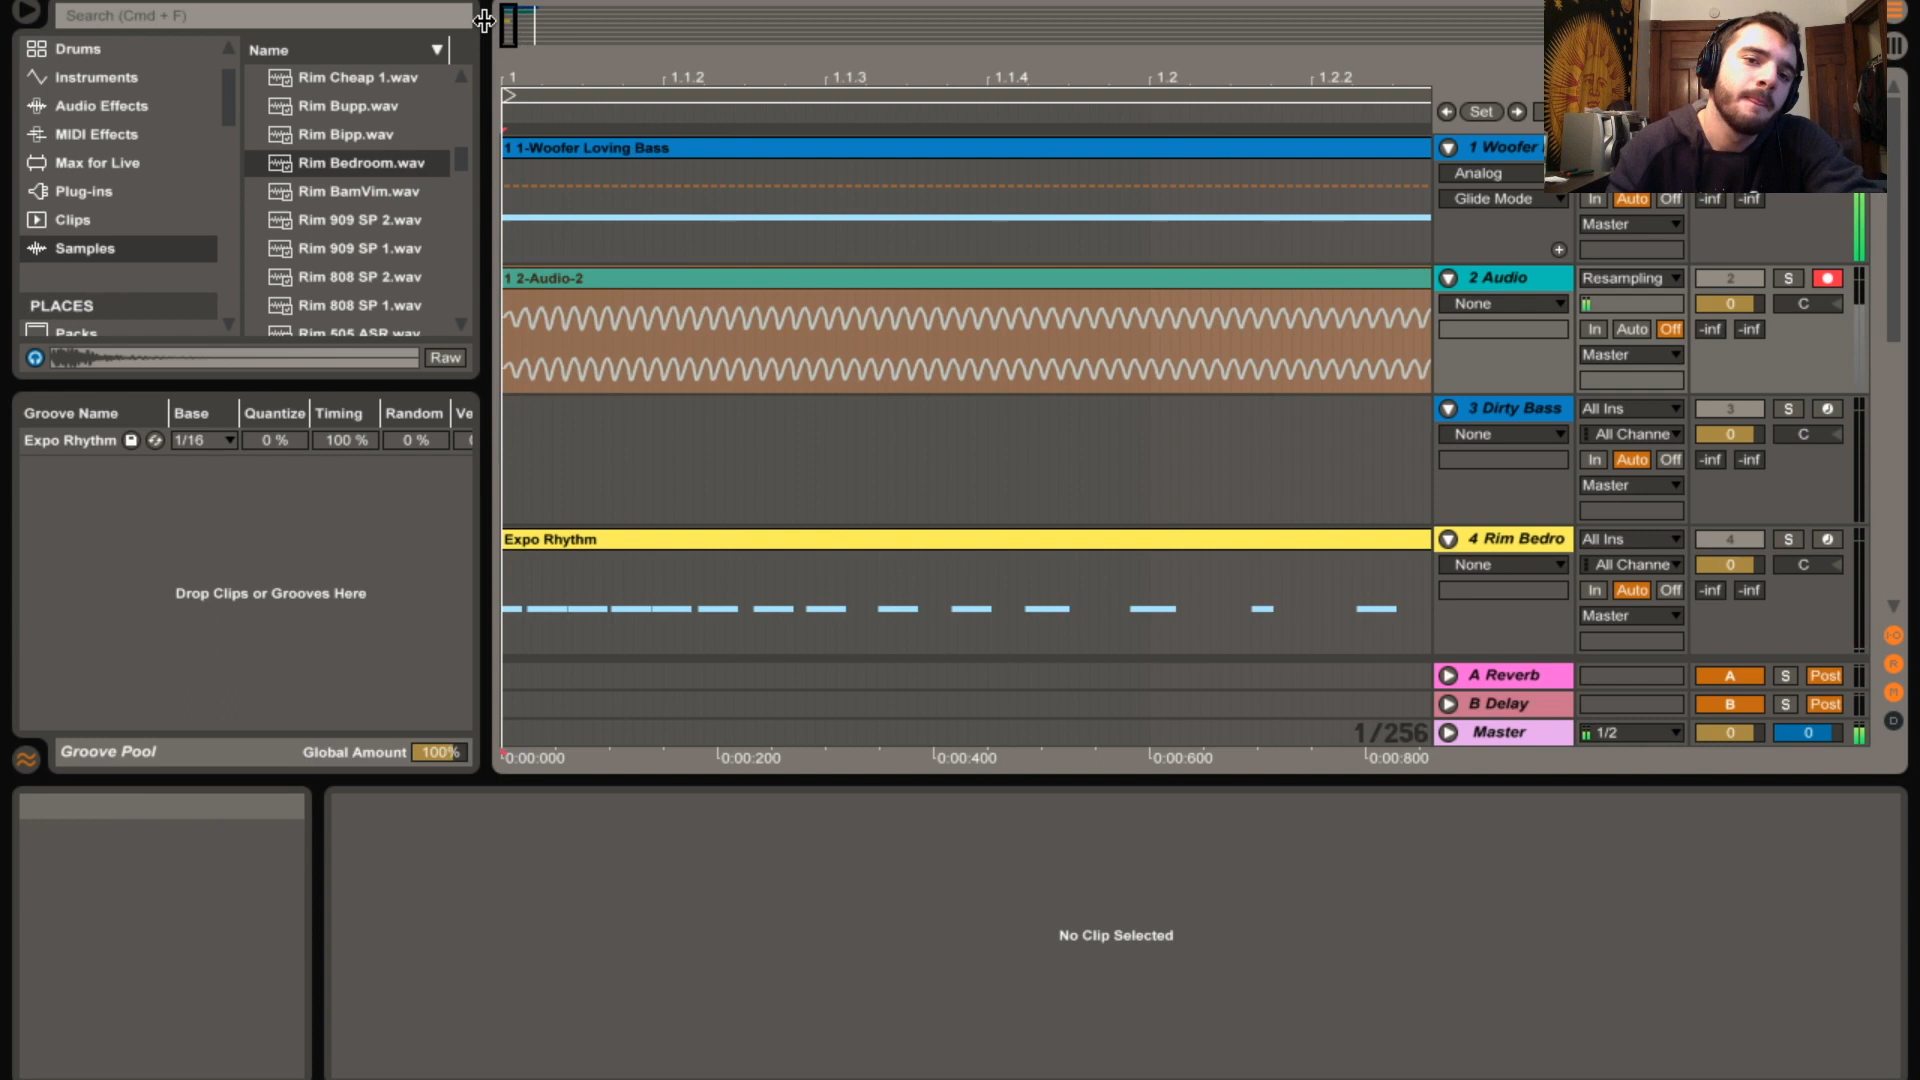 Search (Cmd + F)
Drums
Instruments
Audio Effects
MIDI Effects
Max for Live
Plug-ins
Clips
Samples
PLACES
Packs
Name
Rim Cheap 1.wav
Rim Bupp.wav
Rim Bipp.wav
Rim Bedroom.wav
Rim BamVim.wav
Rim 909 SP 2.wav
Rim 909 SP 1.wav
Rim 808 SP 2.wav
Rim 808 SP 1.wav
Rim 505 ASR.wav
Raw
Groove Name Base Quantize Timing Random Ve
Expo Rhythm 1/16 0 % 100 % 0 %
Drop Clips or Grooves Here
Groove Pool Global Amount 100%
1 1.1.2 1.1.3 1.1.4 1.2 1.2.2
Set
1 1-Woofer Loving Bass
1 Woofer
Analog
Glide Mode In Auto Off -inf -inf
Master
1 2-Audio-2
2 Audio Resampling 2 S
None 0 C
In Auto Off -inf -inf
Master
3 Dirty Bass All Ins 3 S
None All Channe 0 C
In Auto Off -inf -inf
Master
Expo Rhythm
4 Rim Bedro All Ins 4 S
None All Channe 0 C
In Auto Off -inf -inf
Master
A Reverb A S Post
B Delay B S Post
1/256
Master 1/2 0 0
0:00:000 0:00:200 0:00:400 0:00:600 0:00:800
I-O
R
M
D
No Clip Selected